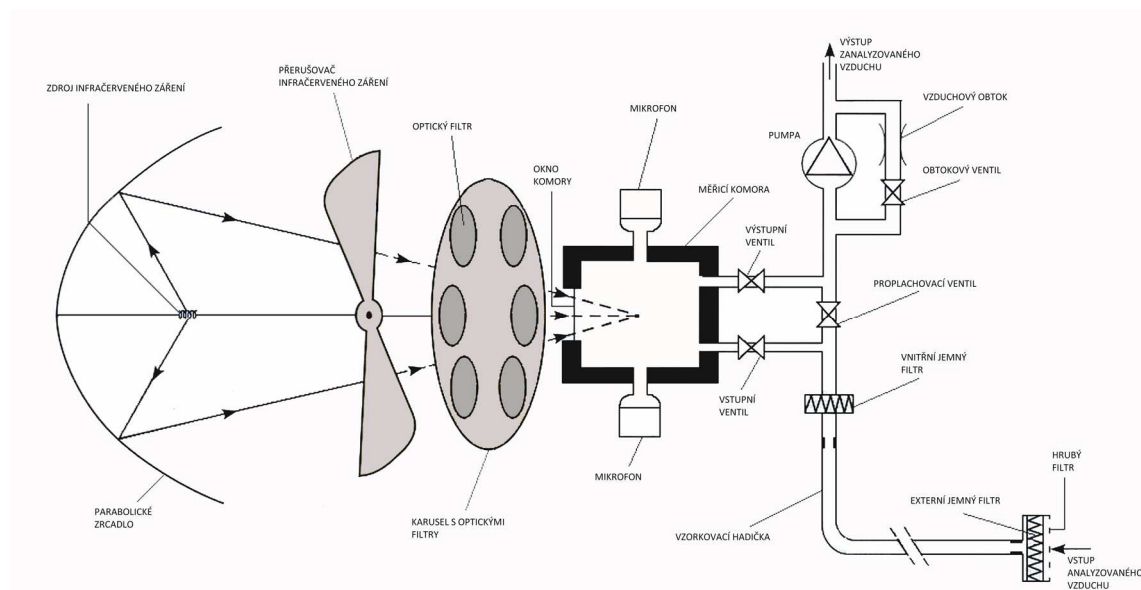 ZDROJ INFRAČERVENÉHO ZÁŘENÍ
PŘERUŠOVAČ
INFRAČERVENÉHO ZÁŘENÍ
OPTICKÝ FILTR
OKNO
KOMORY
MIKROFON
MĚŘICÍ KOMORA
VÝSTUPNÍ
VENTIL
PUMPA
VÝSTUP
ZANALYZOVANÉHO
VZDUCHU
VZDUCHOVÝ OBTOK
OBTOKOVÝ VENTIL
PROPLACHOVACÍ VENTIL
VNITŘNÍ JEMNÝ
FILTR
VSTUPNÍ
VENTIL
MIKROFON
PARABOLICKÉ
ZRCADLO
KARUSEL S OPTICKÝMI
FILTRY
VZORKOVACÍ HADIČKA
EXTERNÍ JEMNÝ FILTR
HRUBÝ
FILTR
VSTUP
ANALYZOVANÉHO
VZDUCHU